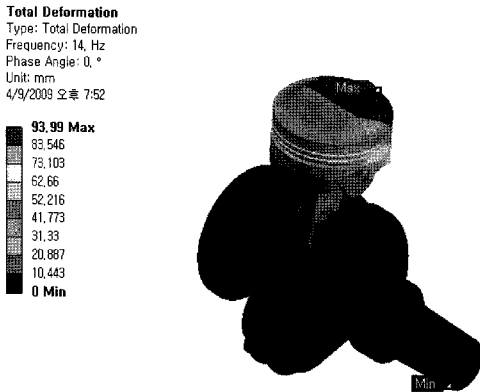 Total Deformation
Type: Total Deformation
Frequency: 14, Hz
Phase Angle: 0, °
Unit: mm
4/9/2009 오후 7:52
93,99 Max
83,546
73,103
62,66
52,216
41,773
31,33
20,887
10,443
0 Min
Max
Min